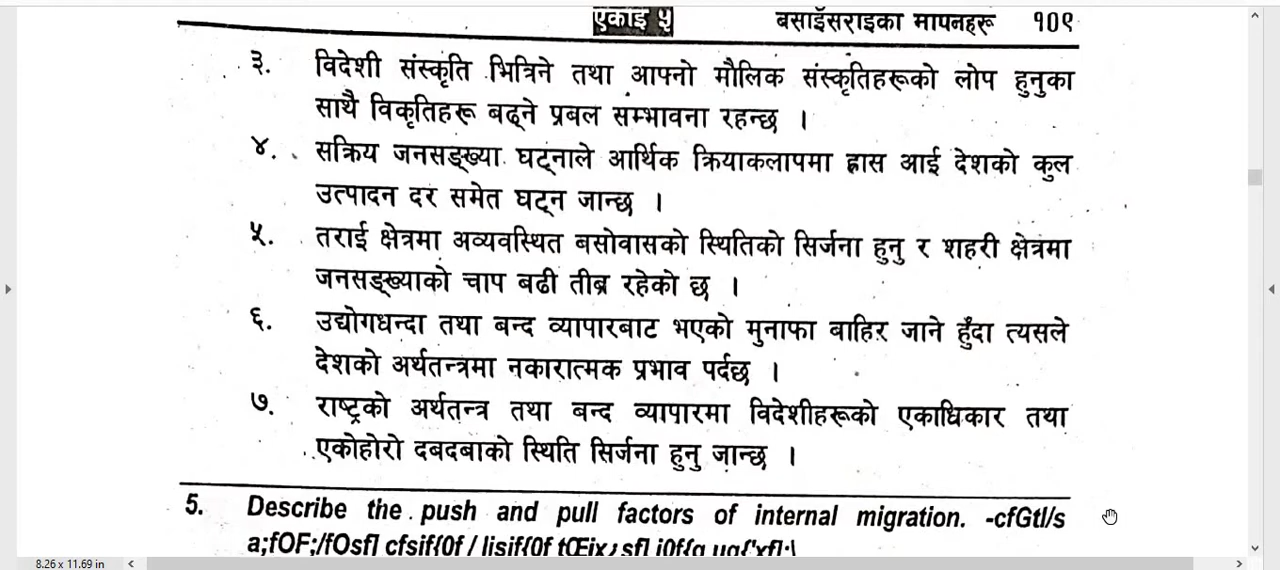 एकाइ ५ बसाइँसराइका मापनहरू १०९
३. विदेशी संस्कृति भित्रिने तथा आफ्नो मौलिक संस्कृतिहरूको लोप हुनुका
साथै विकृतिहरू बढ्ने प्रबल सम्भावना रहन्छ ।
४. सक्रिय जनसङ्ख्या घट्नाले आर्थिक क्रियाकलापमा ह्रास आई देशको कुल
उत्पादन दर समेत घट्न जान्छ ।
५. तराई क्षेत्रमा अव्यवस्थित बसोवासको स्थितिको सिर्जना हुनु र शहरी क्षेत्रमा
जनसङ्ख्याको चाप बढी तीब्र रहेको छ ।
६. उद्योगधन्दा तथा बन्द व्यापारबाट भएको मुनाफा बाहिर जाने हुँदा त्यसले
देशको अर्थतन्त्रमा नकारात्मक प्रभाव पर्दछ ।
७. राष्ट्रको अर्थतन्त्र तथा बन्द व्यापारमा विदेशीहरूको एकाधिकार तथा
एकोहोरो दबदबाको स्थिति सिर्जना हुनु जान्छ ।
5. Describe the push and pull factors of internal migration. -cfGtl/s
8.26 x 11.69 in